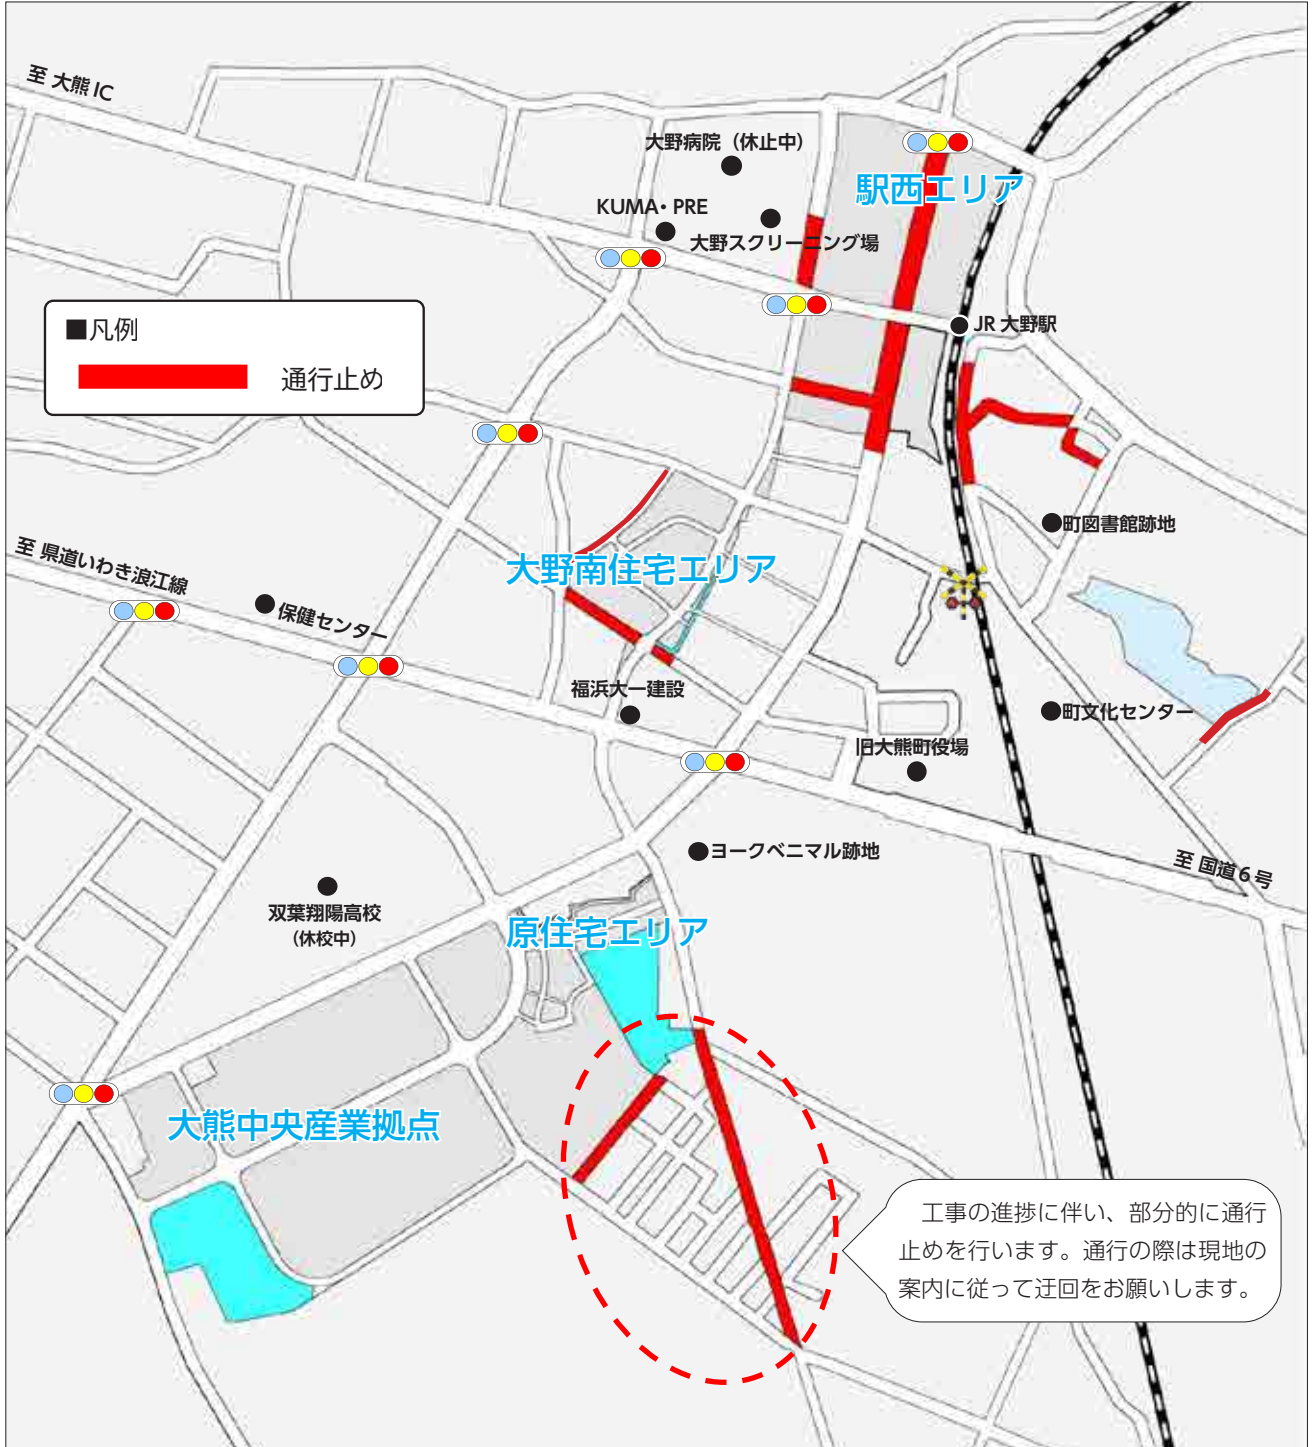 至 大熊 IC
大野病院（休止中）
駅西エリア
KUMA・PRE
大野スクリーニング場
■凡例
通行止め
JR 大野駅
町図書館跡地
至 県道いわき浪江線
大野南住宅エリア
保健センター
福浜大一建設
町文化センター
旧大熊町役場
ヨークベニマル跡地
至 国道６号
双葉翔陽高校
（休校中）
原住宅エリア
大熊中央産業拠点
工事の進捗に伴い、部分的に通行
止めを行います。通行の際は現地の
案内に従って迂回をお願いします。